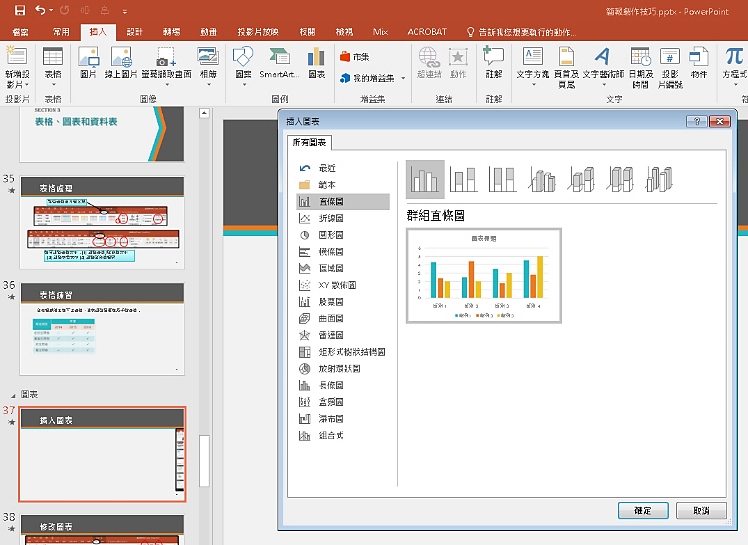 簡報製作技巧.pptx - PowerPoint
檔案 常用 插入 設計 轉場 動畫 投影片放映 校閱 檢視 Mix ACROBAT 告訴我您想要執行的動作...
新增投影片 表格 圖片 線上圖片 螢幕擷取畫面 相簿 圖案 SmartArt... 圖表 市集 我的增益集 超連結 動作 註解 文字方塊 頁首及頁尾 文字藝術師 日期及時間 投影片編號 物件 方程式
投影片 表格 圖像 圖例 增益集 連結 註解 文字
SECTION 3
表格、圖表和資料表
35
表格處理
36
表格練習
圖表
37
插入圖表
38
修改圖表
插入圖表
所有圖表
最近
範本
直條圖
折線圖
圓形圖
橫條圖
區域圖
XY 散佈圖
股票圖
曲面圖
雷達圖
矩形式樹狀結構圖
放射環狀圖
長條圖
盒鬚圖
瀑布圖
組合式
群組直條圖
圖表標題
類別 1 類別 2 類別 3 類別 4
確定 取消